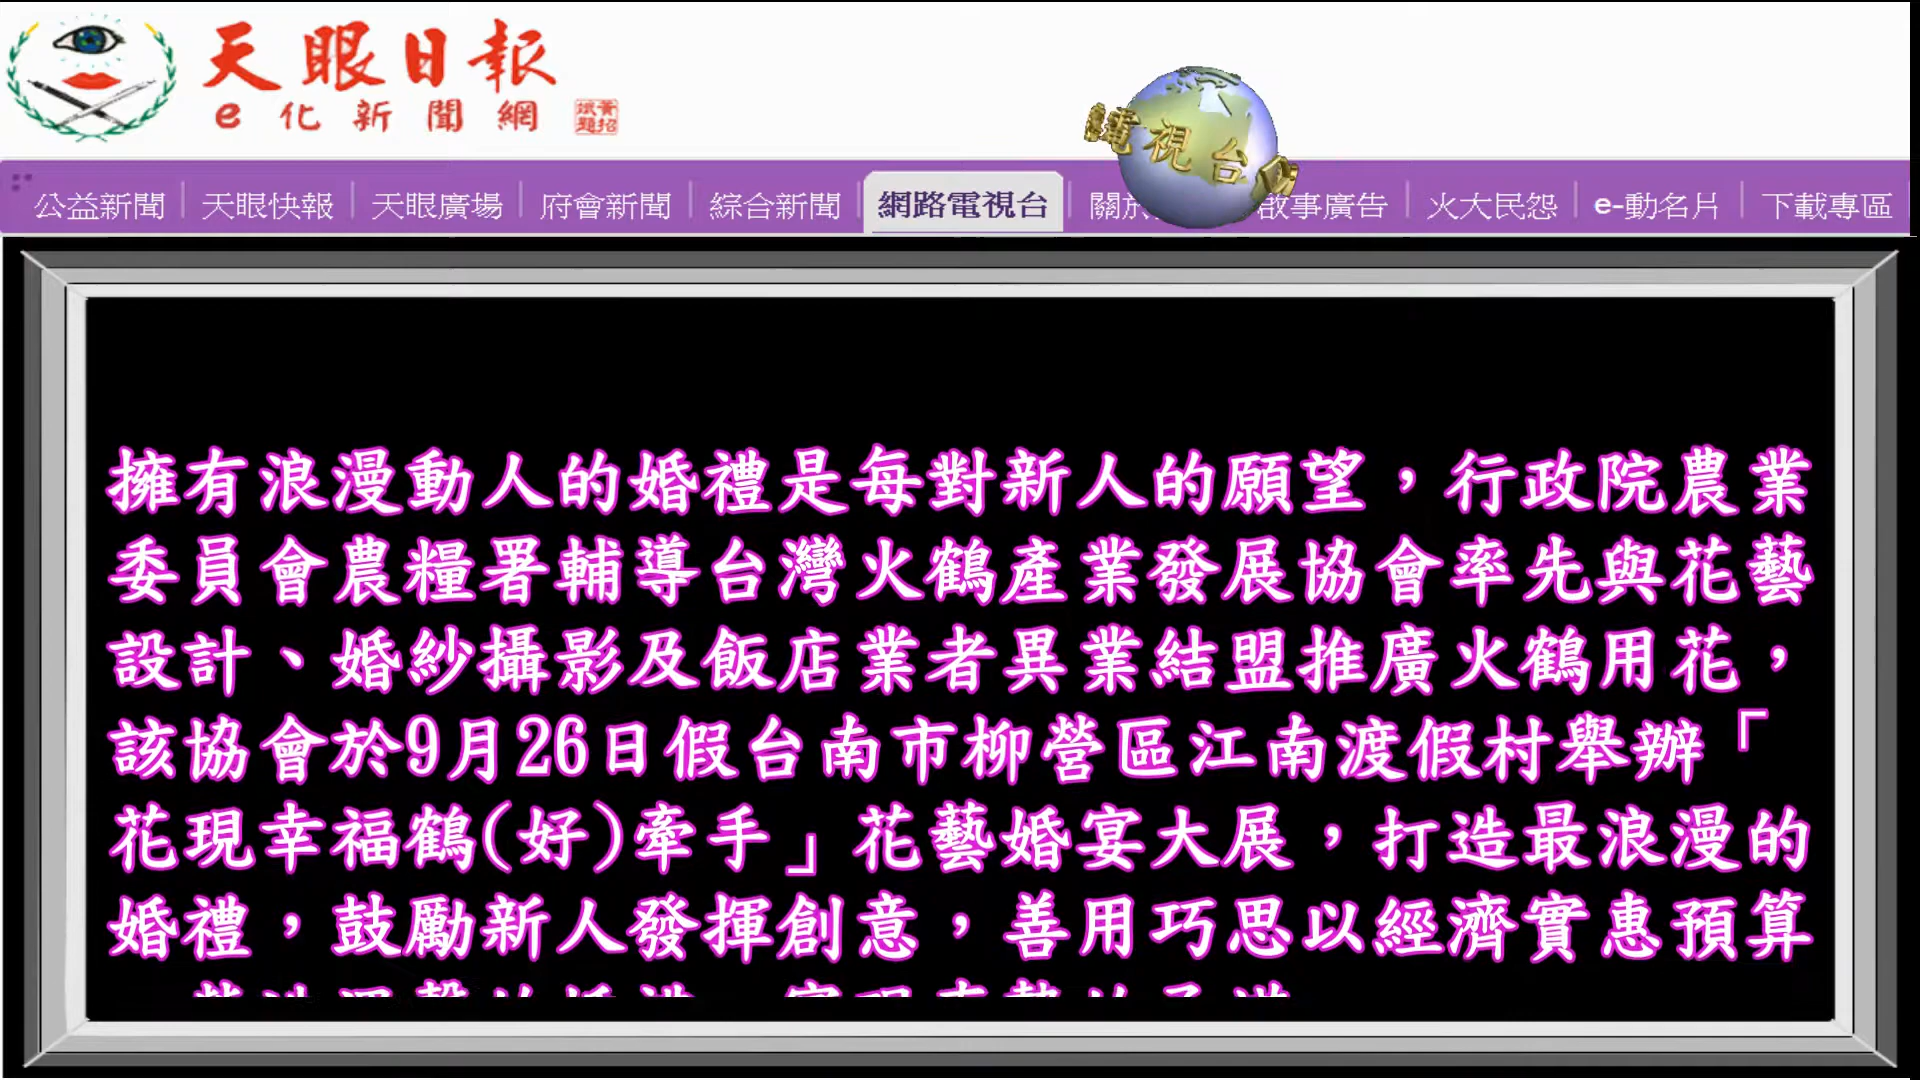 天眼日報
e化新聞網
黃招斌題
電視台
公益新聞
天眼快報
天眼廣場
府會新聞
綜合新聞
網路電視台
關於
啟事廣告
火大民怨
e-動名片
下載專區
擁有浪漫動人的婚禮是每對新人的願望，行政院農業
委員會農糧署輔導台灣火鶴產業發展協會率先與花藝
設計、婚紗攝影及飯店業者異業結盟推廣火鶴用花，
該協會於9月26日假台南市柳營區江南渡假村舉辦「
花現幸福鶴(好)牽手」花藝婚宴大展，打造最浪漫的
婚禮，鼓勵新人發揮創意，善用巧思以經濟實惠預算